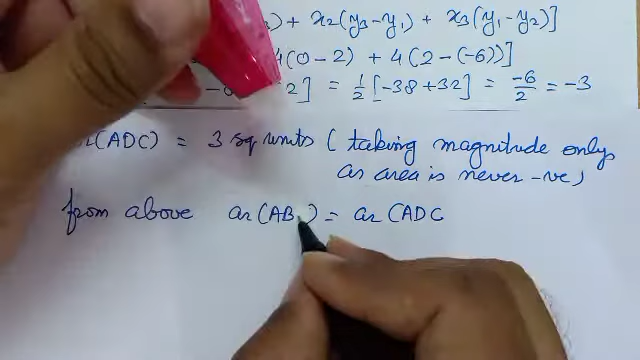 ) + x2(y3-y1) + x3(y1-y2)]
4(0-2) + 4(2-(-6))]
2] = 1/2 [-38+32] = -6/2 = -3
(ADC) = 3 sq units (taking magnitude only
as area is never -ve)
from above ar(AB ) = ar(ADC